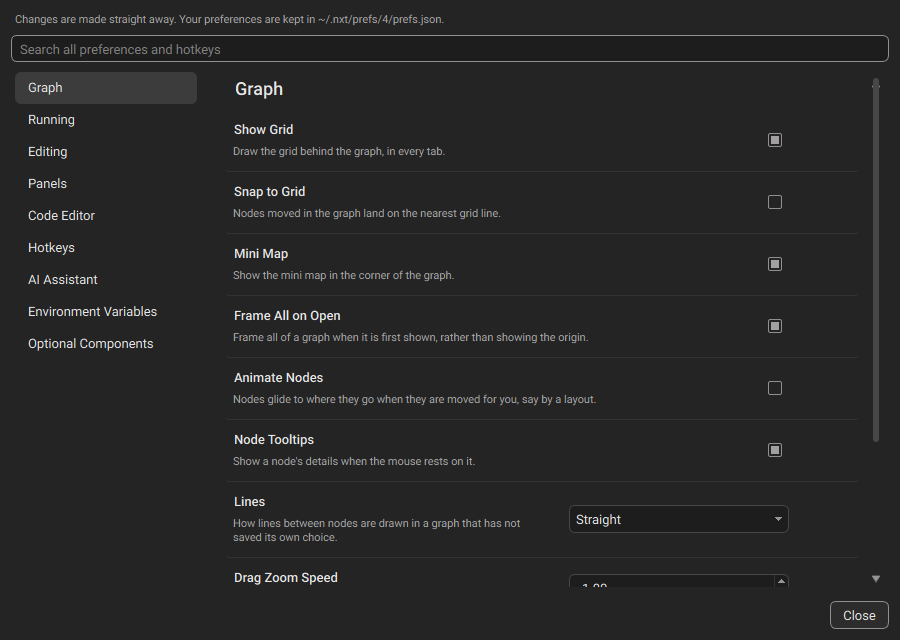 Changes are made straight away. Your preferences are kept in ~/.nxt/prefs/4/prefs.json.
Search all preferences and hotkeys
Graph
Running
Editing
Panels
Code Editor
Hotkeys
AI Assistant
Environment Variables
Optional Components
Graph
Show Grid
Draw the grid behind the graph, in every tab.
Snap to Grid
Nodes moved in the graph land on the nearest grid line.
Mini Map
Show the mini map in the corner of the graph.
Frame All on Open
Frame all of a graph when it is first shown, rather than showing the origin.
Animate Nodes
Nodes glide to where they go when they are moved for you, say by a layout.
Node Tooltips
Show a node's details when the mouse rests on it.
Lines
How lines between nodes are drawn in a graph that has not
saved its own choice.
Straight
Drag Zoom Speed
Close